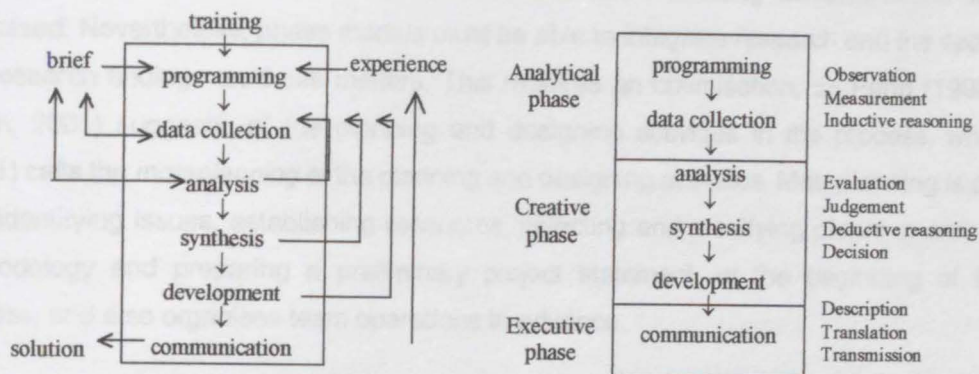 training
brief
programming
experience
data collection
analysis
synthesis
development
solution
communication
Analytical
phase
Creative
phase
Executive
phase
programming
data collection
analysis
synthesis
development
communication
Observation
Measurement
Inductive reasoning
Evaluation
Judgement
Deductive reasoning
Decision
Description
Translation
Transmission